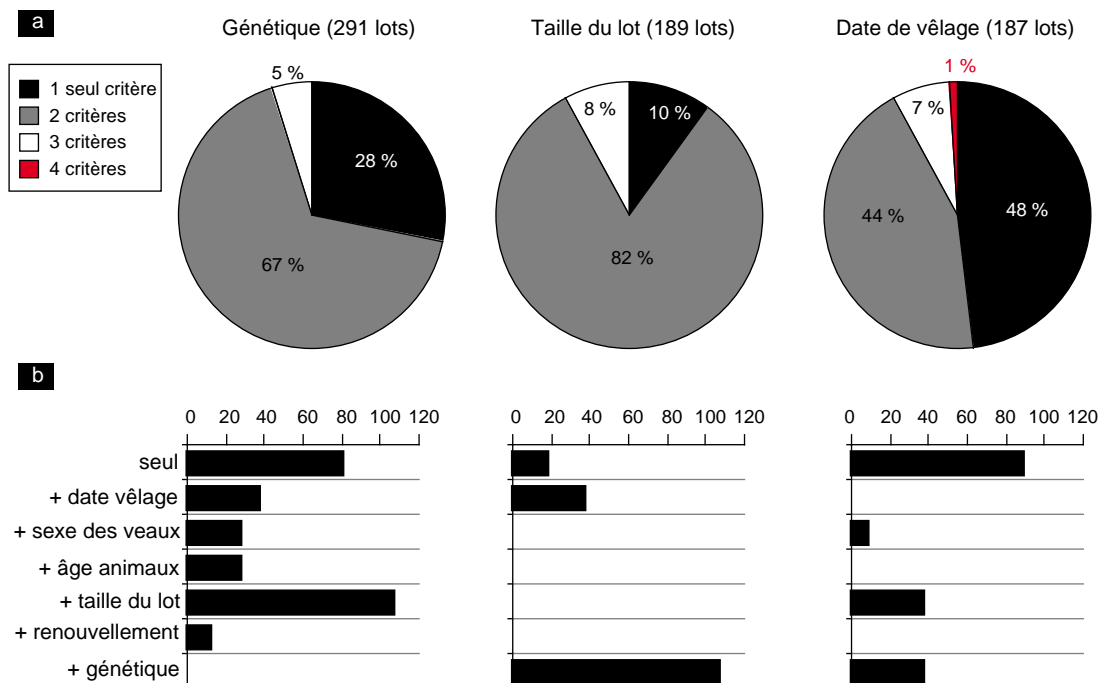 a
Génétique (291 lots)
Taille du lot (189 lots)
Date de vêlage (187 lots)
1 seul critère
2 critères
3 critères
4 critères
5 %
28 %
67 %
8 %
10 %
82 %
1 %
7 %
44 %
48 %
b
0 20 40 60 80 100 120
0 20 40 60 80 100 120
0 20 40 60 80 100 120
seul
+ date vêlage
+ sexe des veaux
+ âge animaux
+ taille du lot
+ renouvellement
+ génétique